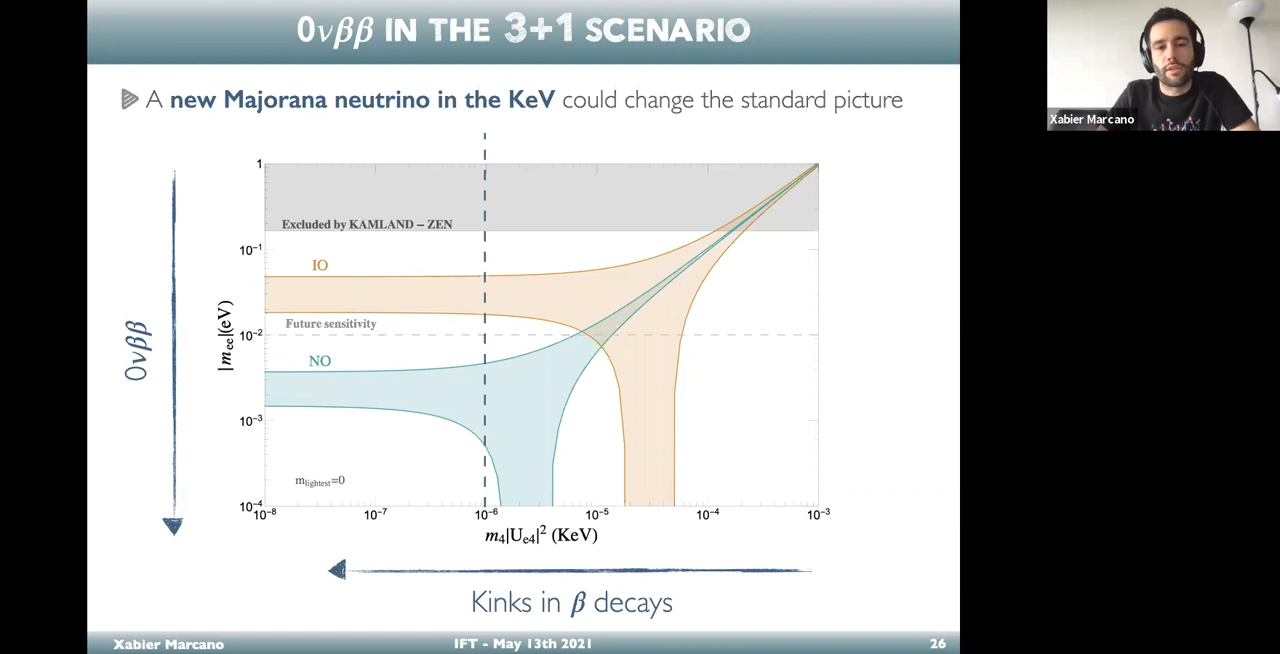 0νββ IN THE 3+1 SCENARIO
A new Majorana neutrino in the KeV could change the standard picture
Xabier Marcano
1
Excluded by KAMLAND – ZEN
10⁻¹
IO
Future sensitivity
10⁻²
NO
10⁻³
m_lightest=0
10⁻⁴
|m_ee|(eV)
0νββ
10⁻⁸
10⁻⁷
10⁻⁶
10⁻⁵
10⁻⁴
10⁻³
m₄|U_e4|² (KeV)
Kinks in β decays
Xabier Marcano
IFT - May 13th 2021
26